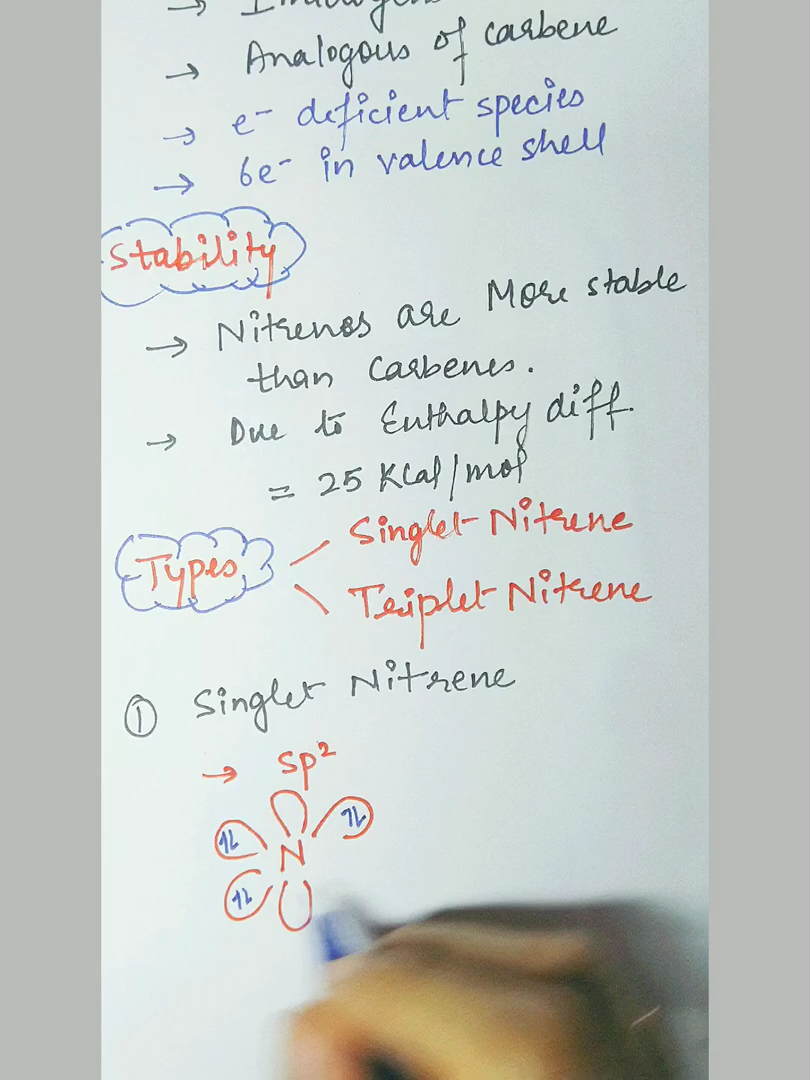 → Analogous of carbene
→ e- deficient species
→ 6e- in valence shell
Stability
→ Nitrenes are More stable
than Carbenes.
→ Due to Enthalpy diff.
= 25 Kcal/mol
Types
Singlet Nitrene
Triplet Nitrene
① Singlet Nitrene
→ Sp²
⥮ ⥮
N
⥮